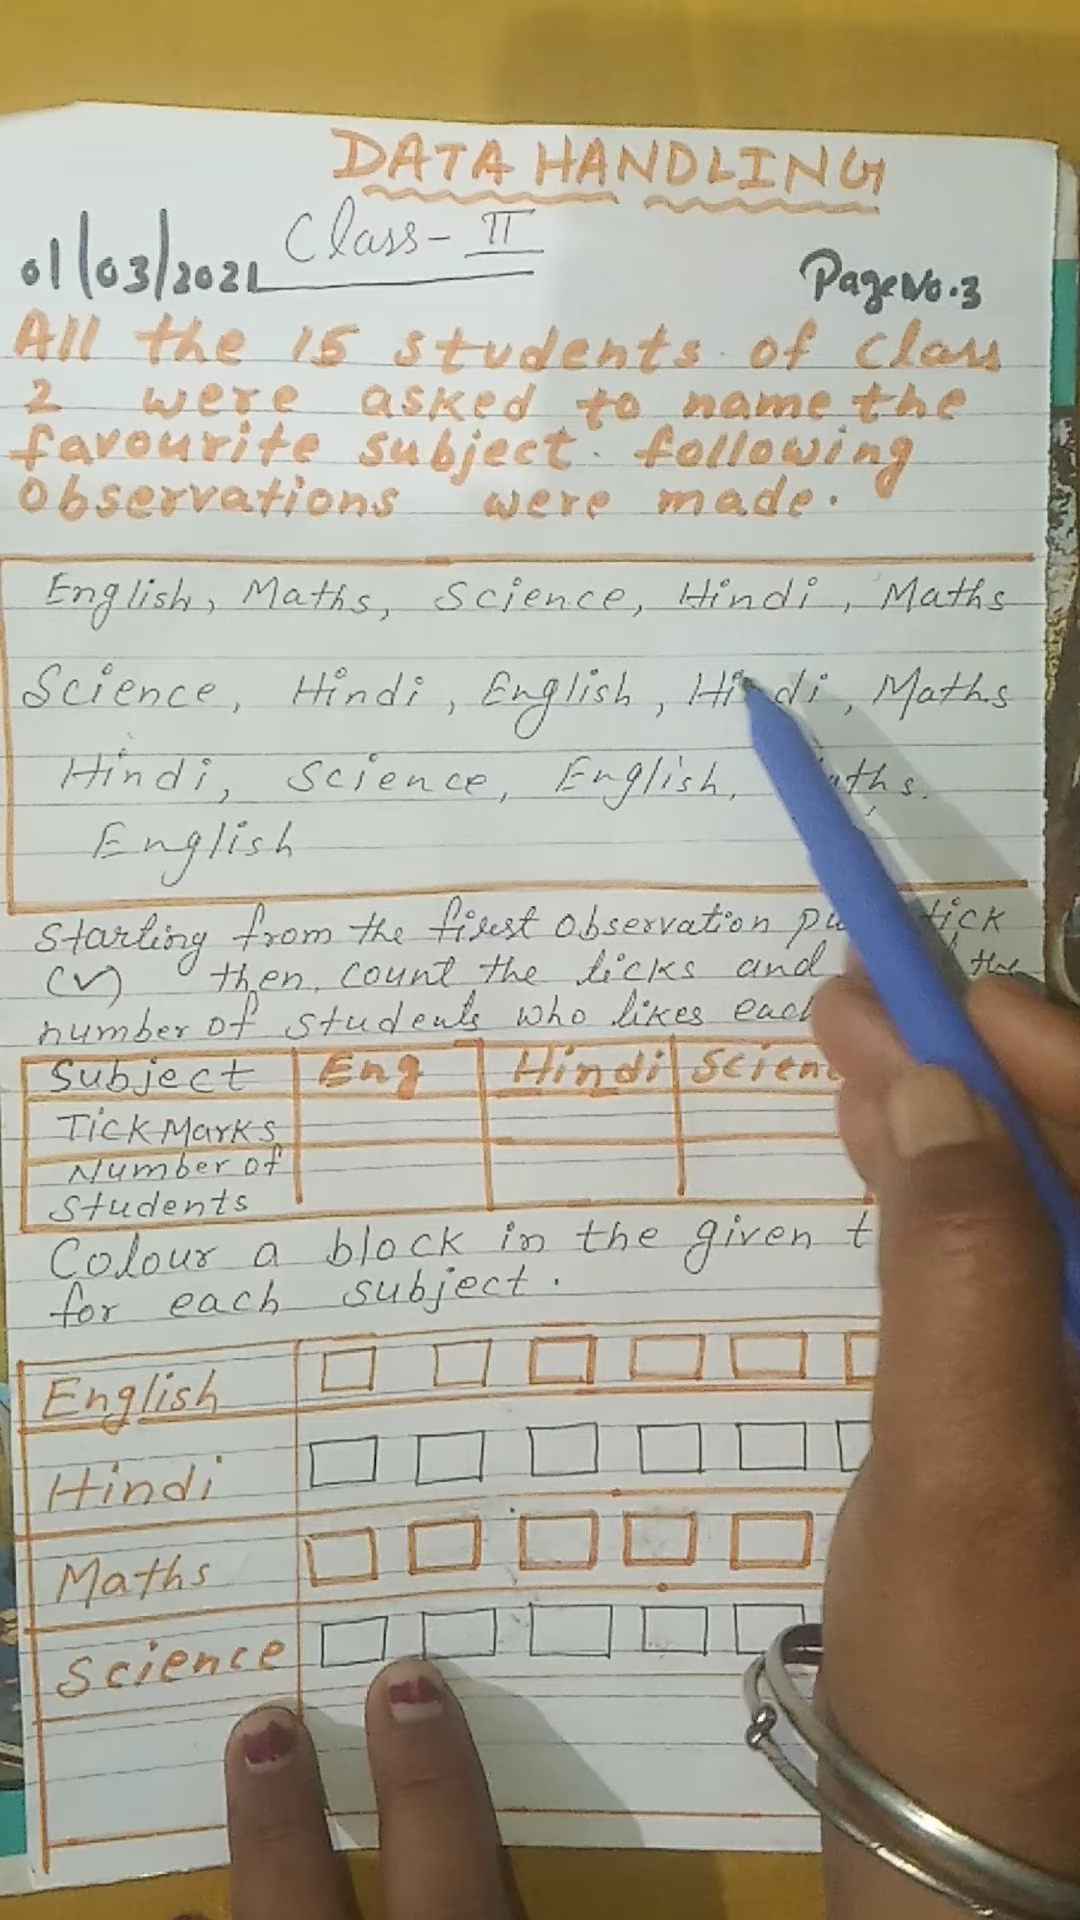 DATA HANDLING
Class - II
01/03/2021
Page No. 3
All the 15 students of class
2 were asked to name the
favourite subject. following
observations were made.
English, Maths, Science, Hindi, Maths
Science, Hindi, English, Hindi, Maths
Hindi, Science, English,
English
Starting from the first observation tick
(✓) then count the ticks and the
number of students who likes each
Subject Eng Hindi Scien
Tick Marks
Number of
Students
Colour a block in the given t
for each subject.
English
Hindi
Maths
Science